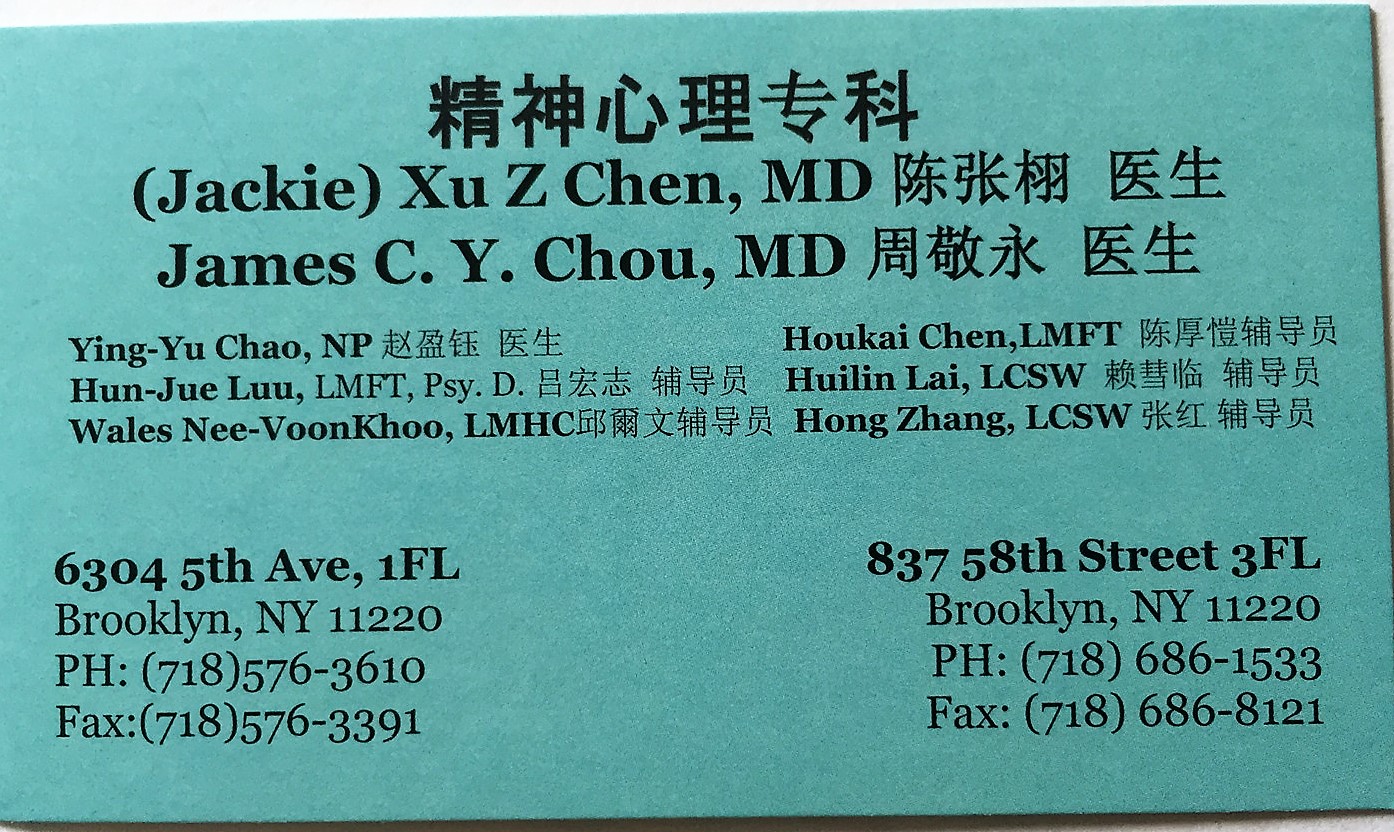 精神心理专科
(Jackie) Xu Z Chen, MD 陈张栩 医生
James C. Y. Chou, MD 周敬永 医生
Ying-Yu Chao, NP 赵盈钰 医生
Hun-Jue Luu, LMFT, Psy. D. 吕宏志 辅导员
Wales Nee-VoonKhoo, LMHC邱爾文辅导员
Houkai Chen,LMFT 陈厚愷辅导员
Huilin Lai, LCSW 赖彗临 辅导员
Hong Zhang, LCSW 张红 辅导员
6304 5th Ave, 1FL
Brooklyn, NY 11220
PH: (718)576-3610
Fax:(718)576-3391
837 58th Street 3FL
Brooklyn, NY 11220
PH: (718) 686-1533
Fax: (718) 686-8121